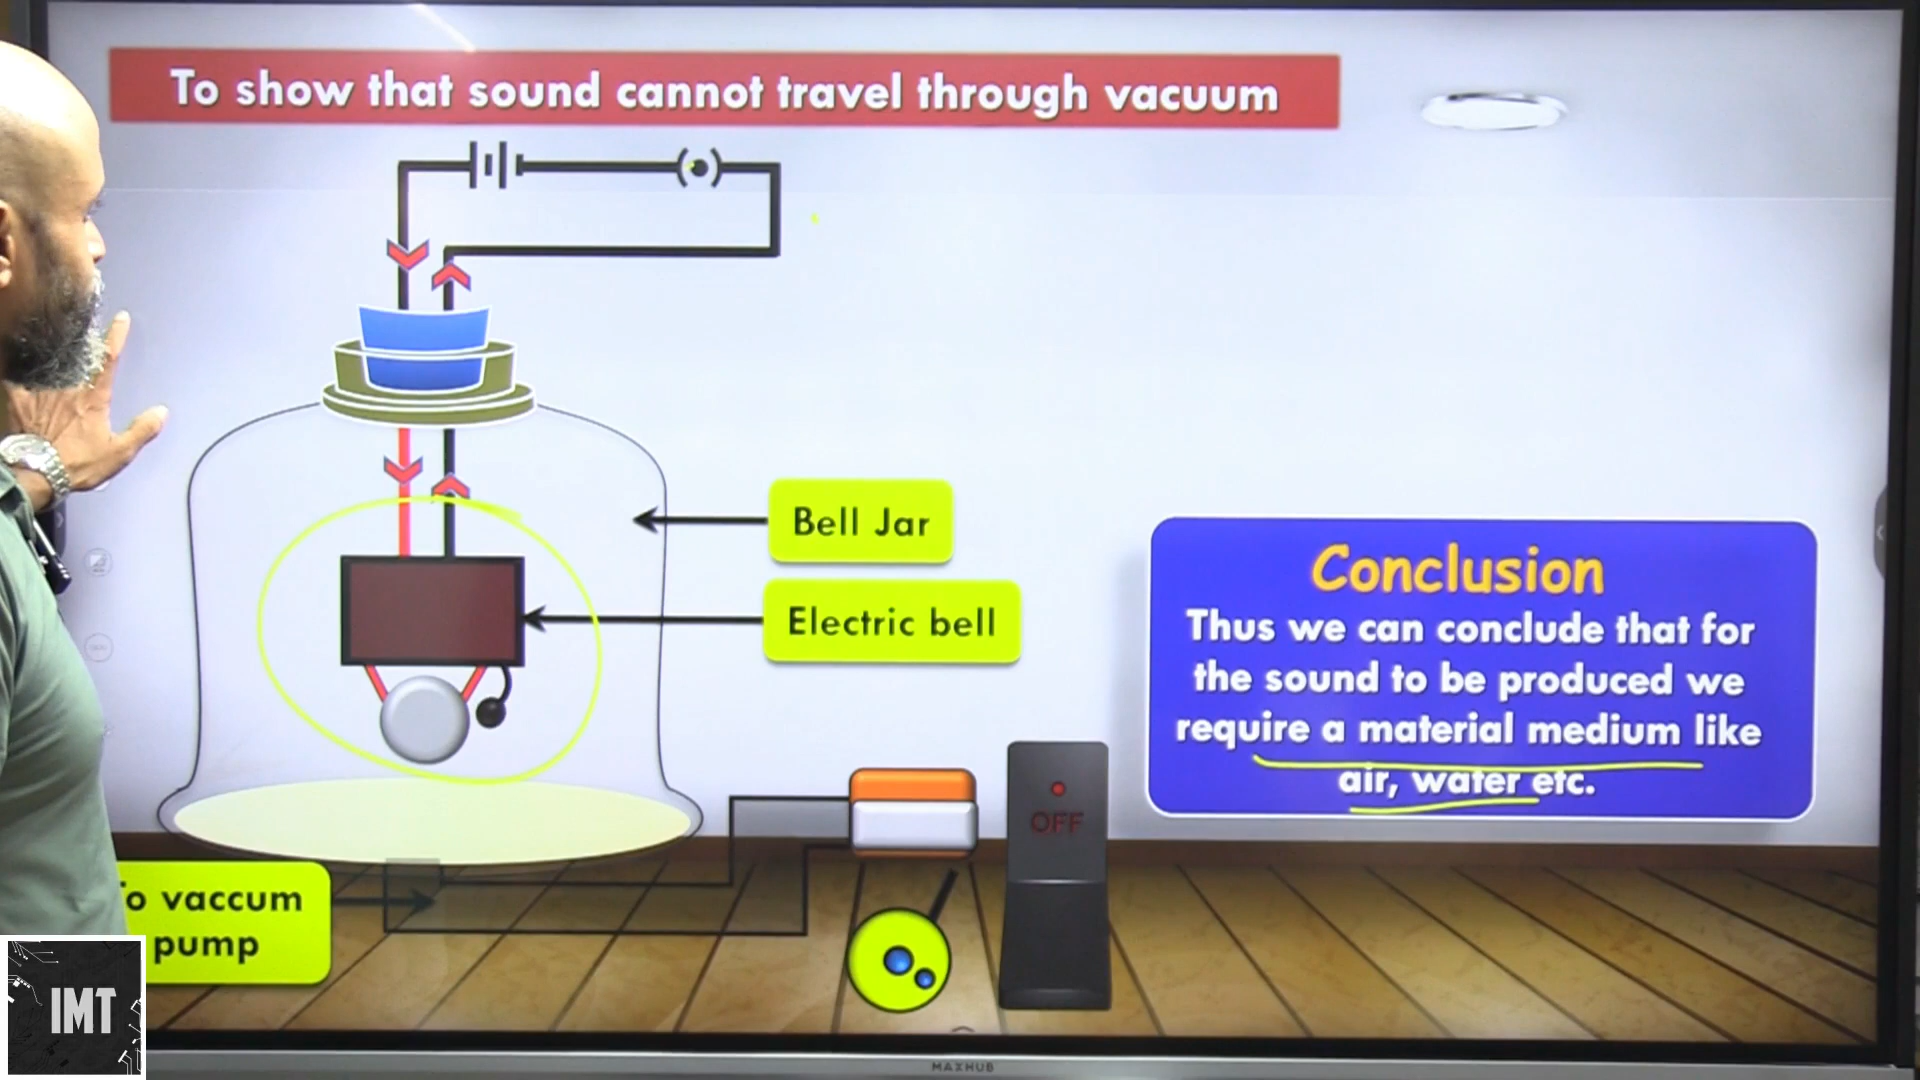 To show that sound cannot travel through vacuum
Bell Jar
Electric bell
Conclusion
Thus we can conclude that for
the sound to be produced we
require a material medium like
air, water etc.
OFF
To vaccum
pump
IMT
MAXHUB